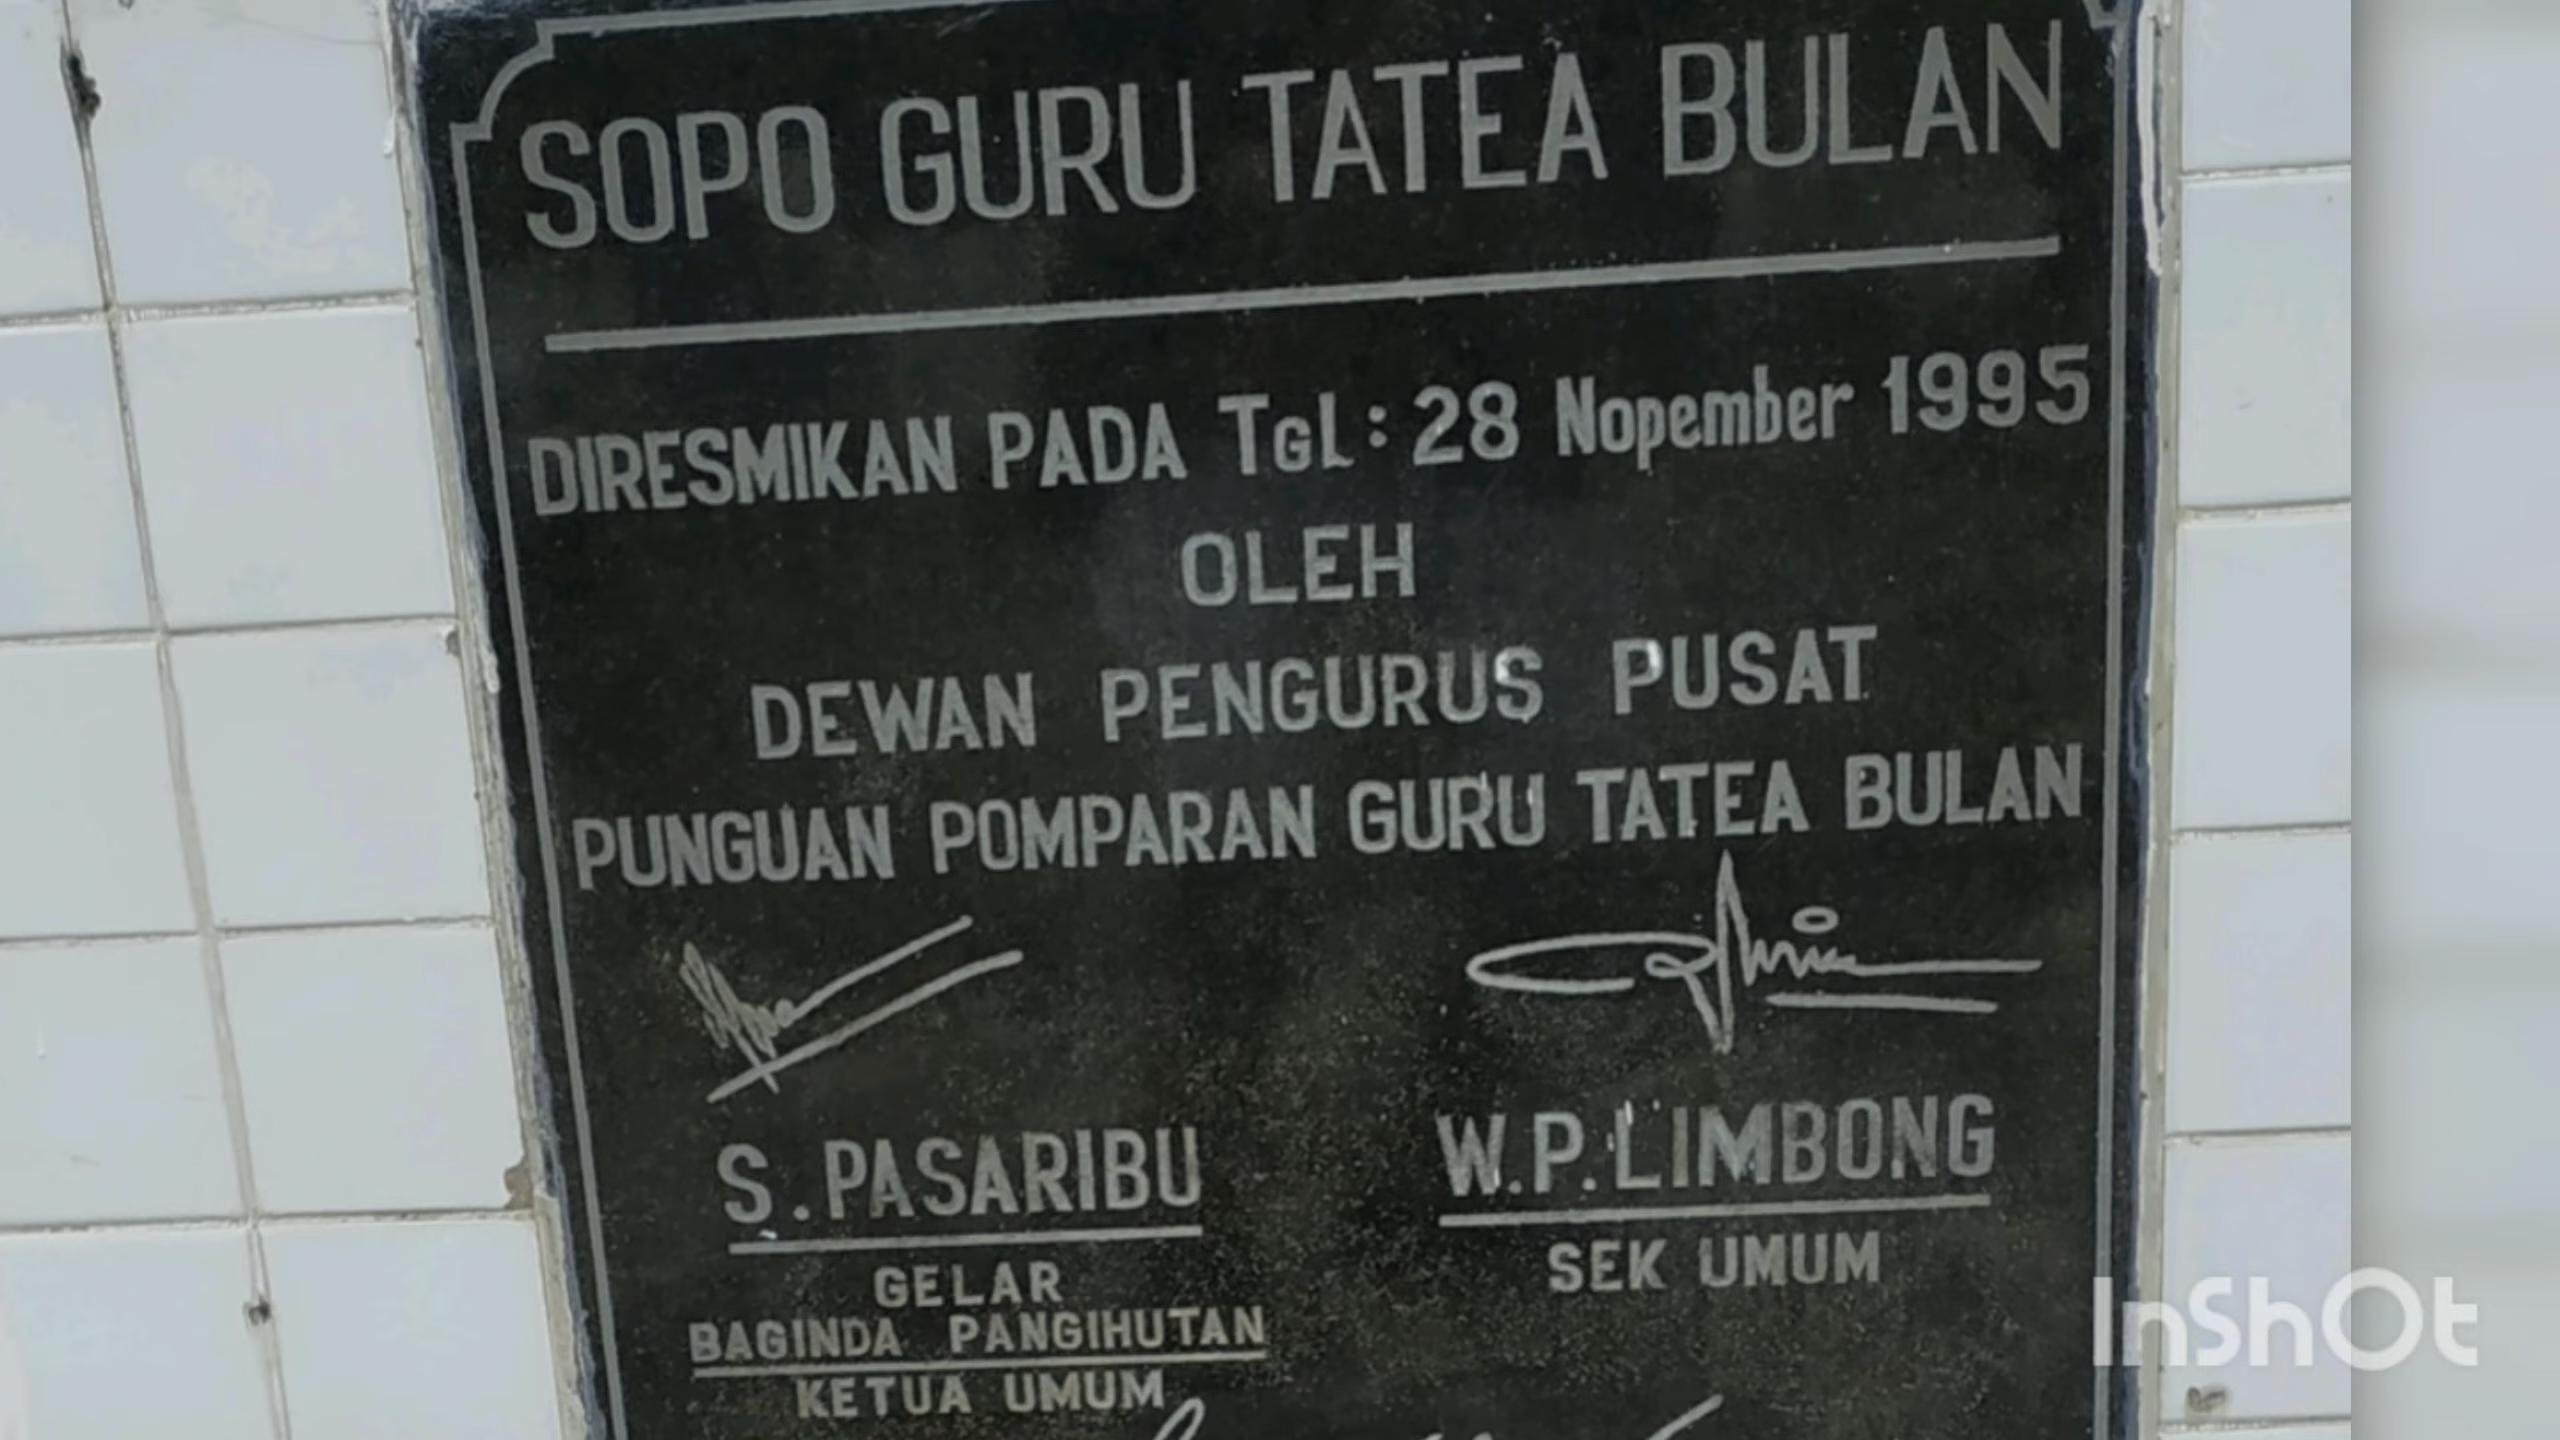 SOPO GURU TATEA BULAN
DIRESMIKAN PADA TGL : 28 Nopember 1995
OLEH
DEWAN PENGURUS PUSAT
PUNGUAN POMPARAN GURU TATEA BULAN
S. PASARIBU
GELAR
BAGINDA PANGIHUTAN
KETUA UMUM
W.P. LIMBONG
SEK UMUM
InShOt